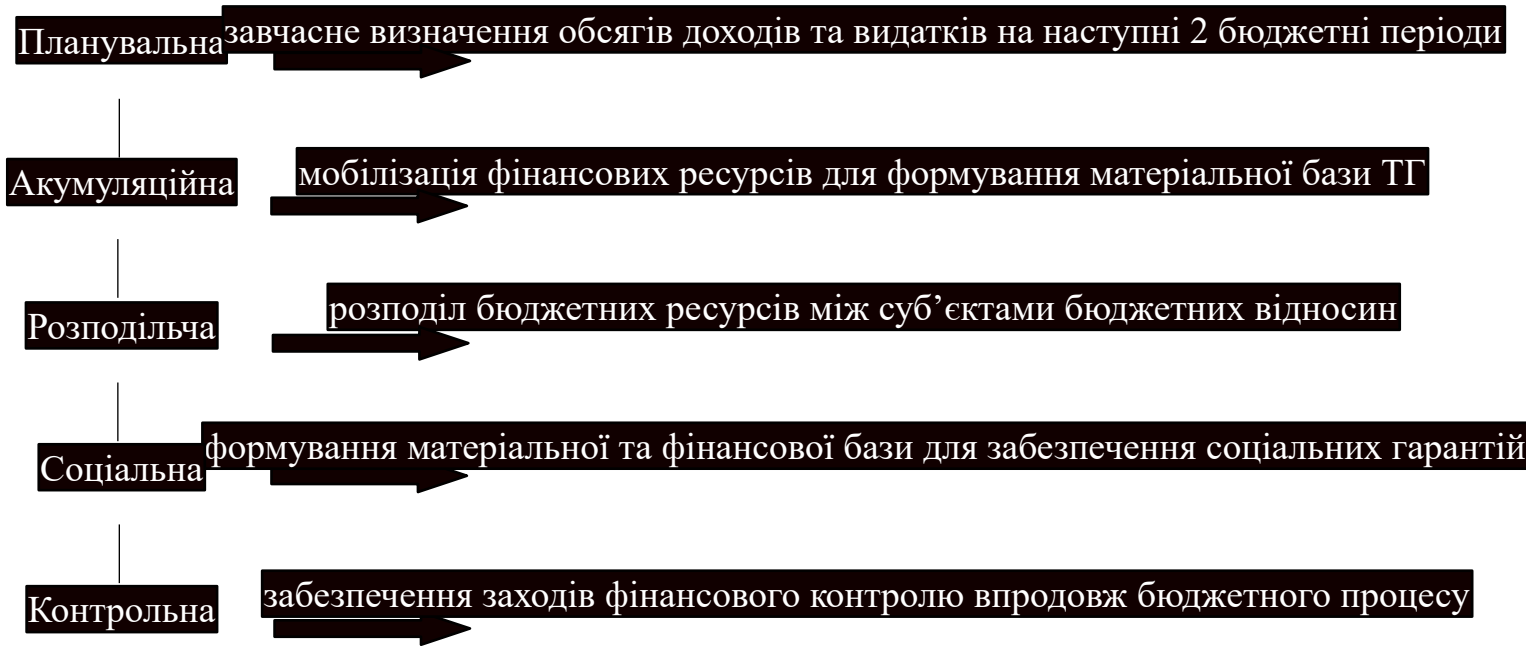 Планувальна
завчасне визначення обсягів доходів та видатків на наступні 2 бюджетні періоди
Акумуляційна
мобілізація фінансових ресурсів для формування матеріальної бази ТГ
Розподільча
розподіл бюджетних ресурсів між суб’єктами бюджетних відносин
Соціальна
формування матеріальної та фінансової бази для забезпечення соціальних гарантій
Контрольна
забезпечення заходів фінансового контролю впродовж бюджетного процесу